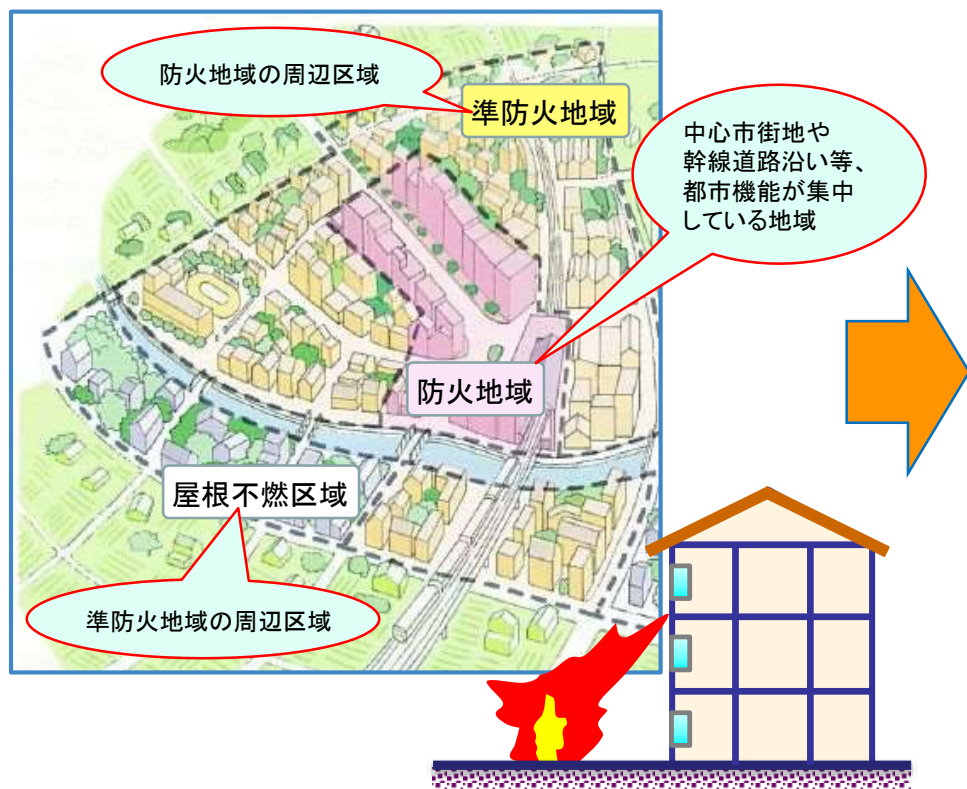 防火地域の周辺区域
準防火地域
中心市街地や
幹線道路沿い等、
都市機能が集中
している地域
防火地域
屋根不燃区域
準防火地域の周辺区域